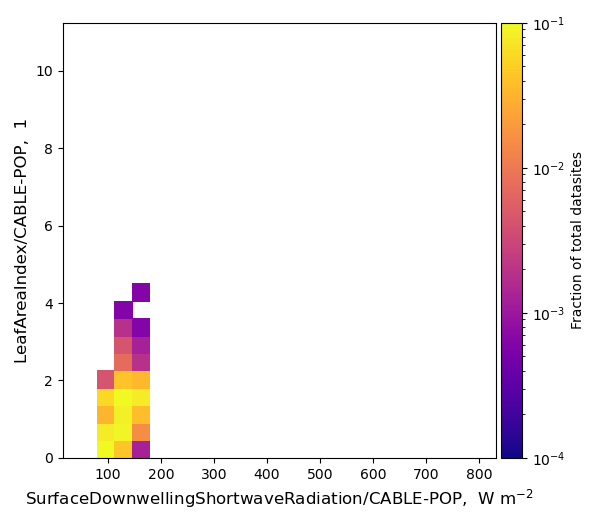 10
8
6
4
2
0
100 200 300 400 500 600 700 800
LeafAreaIndex/CABLE-POP,  1
SurfaceDownwellingShortwaveRadiation/CABLE-POP,  W m⁻²
10⁻¹
10⁻²
10⁻³
10⁻⁴
Fraction of total datasites